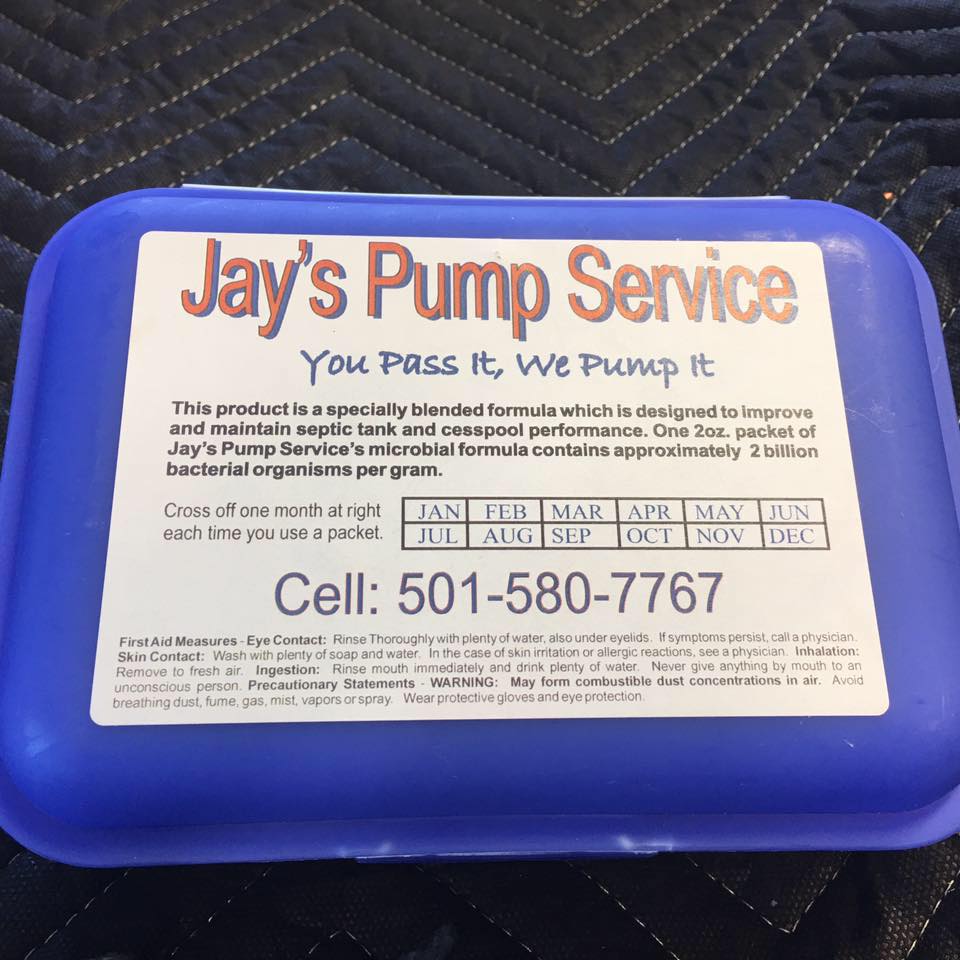 Jay's Pump Service
You Pass It, We Pump It
This product is a specially blended formula which is designed to improve
and maintain septic tank and cesspool performance. One 2oz. packet of
Jay's Pump Service's microbial formula contains approximately 2 billion
bacterial organisms per gram.
Cross off one month at right
each time you use a packet.
JAN FEB MAR APR MAY JUN
JUL AUG SEP OCT NOV DEC
Cell: 501-580-7767
First Aid Measures - Eye Contact: Rinse Thoroughly with plenty of water, also under eyelids. If symptoms persist, call a physician.
Skin Contact: Wash with plenty of soap and water. In the case of skin irritation or allergic reactions, see a physician. Inhalation:
Remove to fresh air. Ingestion: Rinse mouth immediately and drink plenty of water. Never give anything by mouth to an
unconscious person. Precautionary Statements - WARNING: May form combustible dust concentrations in air. Avoid
breathing dust, fume, gas, mist, vapors or spray. Wear protective gloves and eye protection.